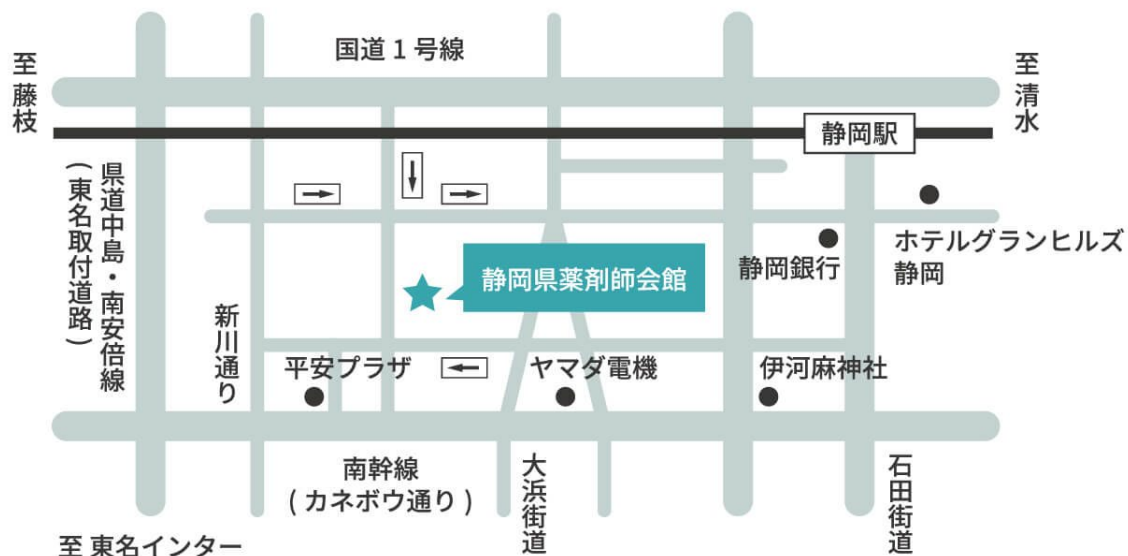 国道1号線
至 藤枝
至 清水
静岡駅
県道中島・南安倍線
(東名取付道路)
ホテルグランヒルズ
静岡
静岡銀行
静岡県薬剤師会館
新川通り
平安プラザ
ヤマダ電機
伊河麻神社
南幹線
(カネボウ通り)
大浜街道
石田街道
至 東名インター